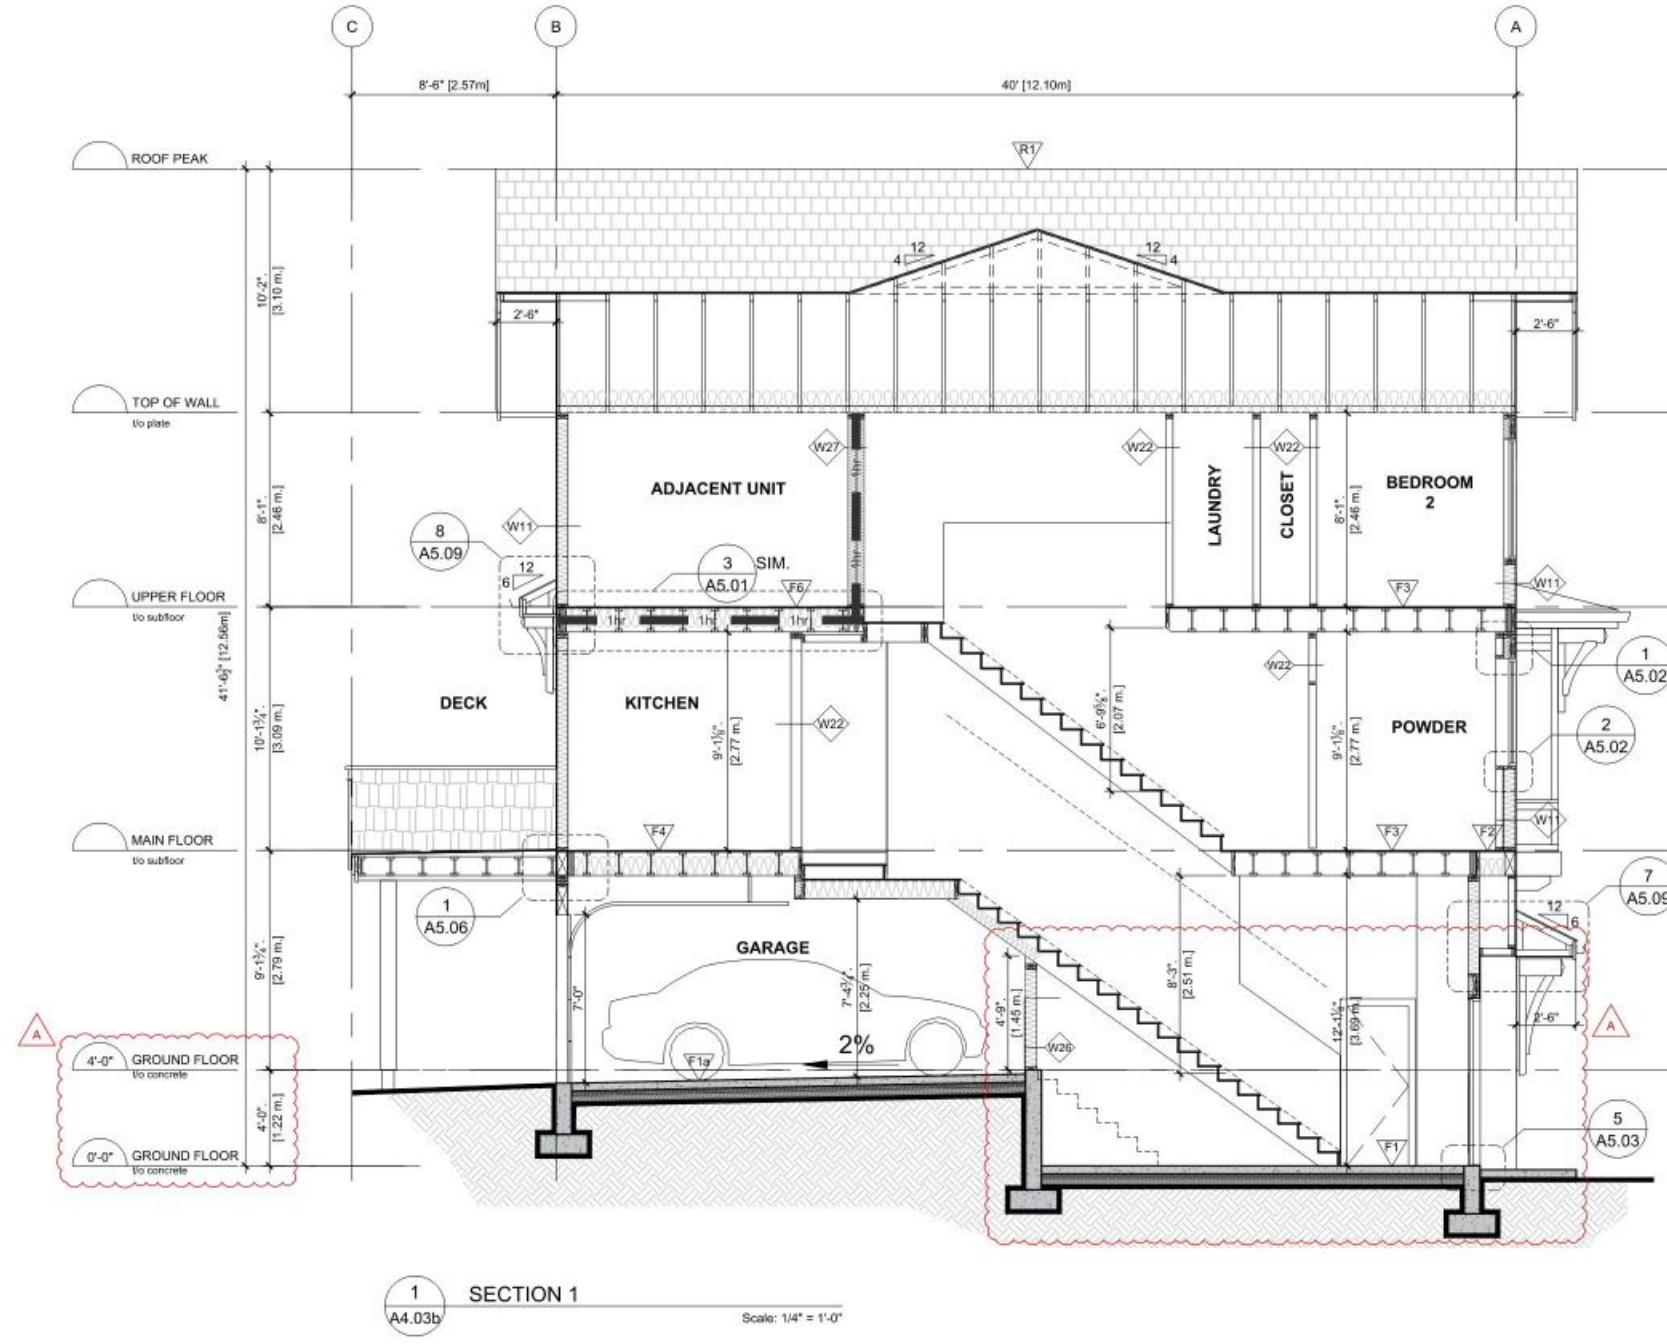 C
B
A
8'-6" [2.57m]
40' [12.10m]
ROOF PEAK
R1
12
4
12
4
10'-2"
[3.10 m.]
2'-6"
2'-6"
TOP OF WALL
t/o plate
W27
W22
W22
1hr
ADJACENT UNIT
LAUNDRY
CLOSET
BEDROOM
2
8'-1"
[2.46 m.]
8'-1"
[2.46 m.]
W11
8
A5.09
12
6
3
A5.01
SIM.
F6
1hr
F3
W11
UPPER FLOOR
t/o subfloor
1hr
1hr
1hr
41'-6½" [12.56m]
W22
1
A5.02
DECK
KITCHEN
W22
POWDER
10'-1¾"
[3.09 m.]
9'-1⅛"
[2.77 m.]
6'-9⅝"
[2.07 m.]
9'-1⅛"
[2.77 m.]
2
A5.02
MAIN FLOOR
t/o subfloor
F4
F3
F2
W11
7
A5.09
1
A5.06
12
6
GARAGE
9'-1¾"
[2.79 m.]
7'-0"
7'-4¾"
[2.25 m.]
4'-9"
[1.45 m.]
8'-3"
[2.51 m.]
12'-1⅛"
[3.69 m.]
2'-6"
A
A
2%
W26
F1a
4'-0"
GROUND FLOOR
t/o concrete
4'-0"
[1.22 m.]
5
A5.03
0'-0"
GROUND FLOOR
t/o concrete
F1
1
A4.03b
SECTION 1
Scale: 1/4" = 1'-0"